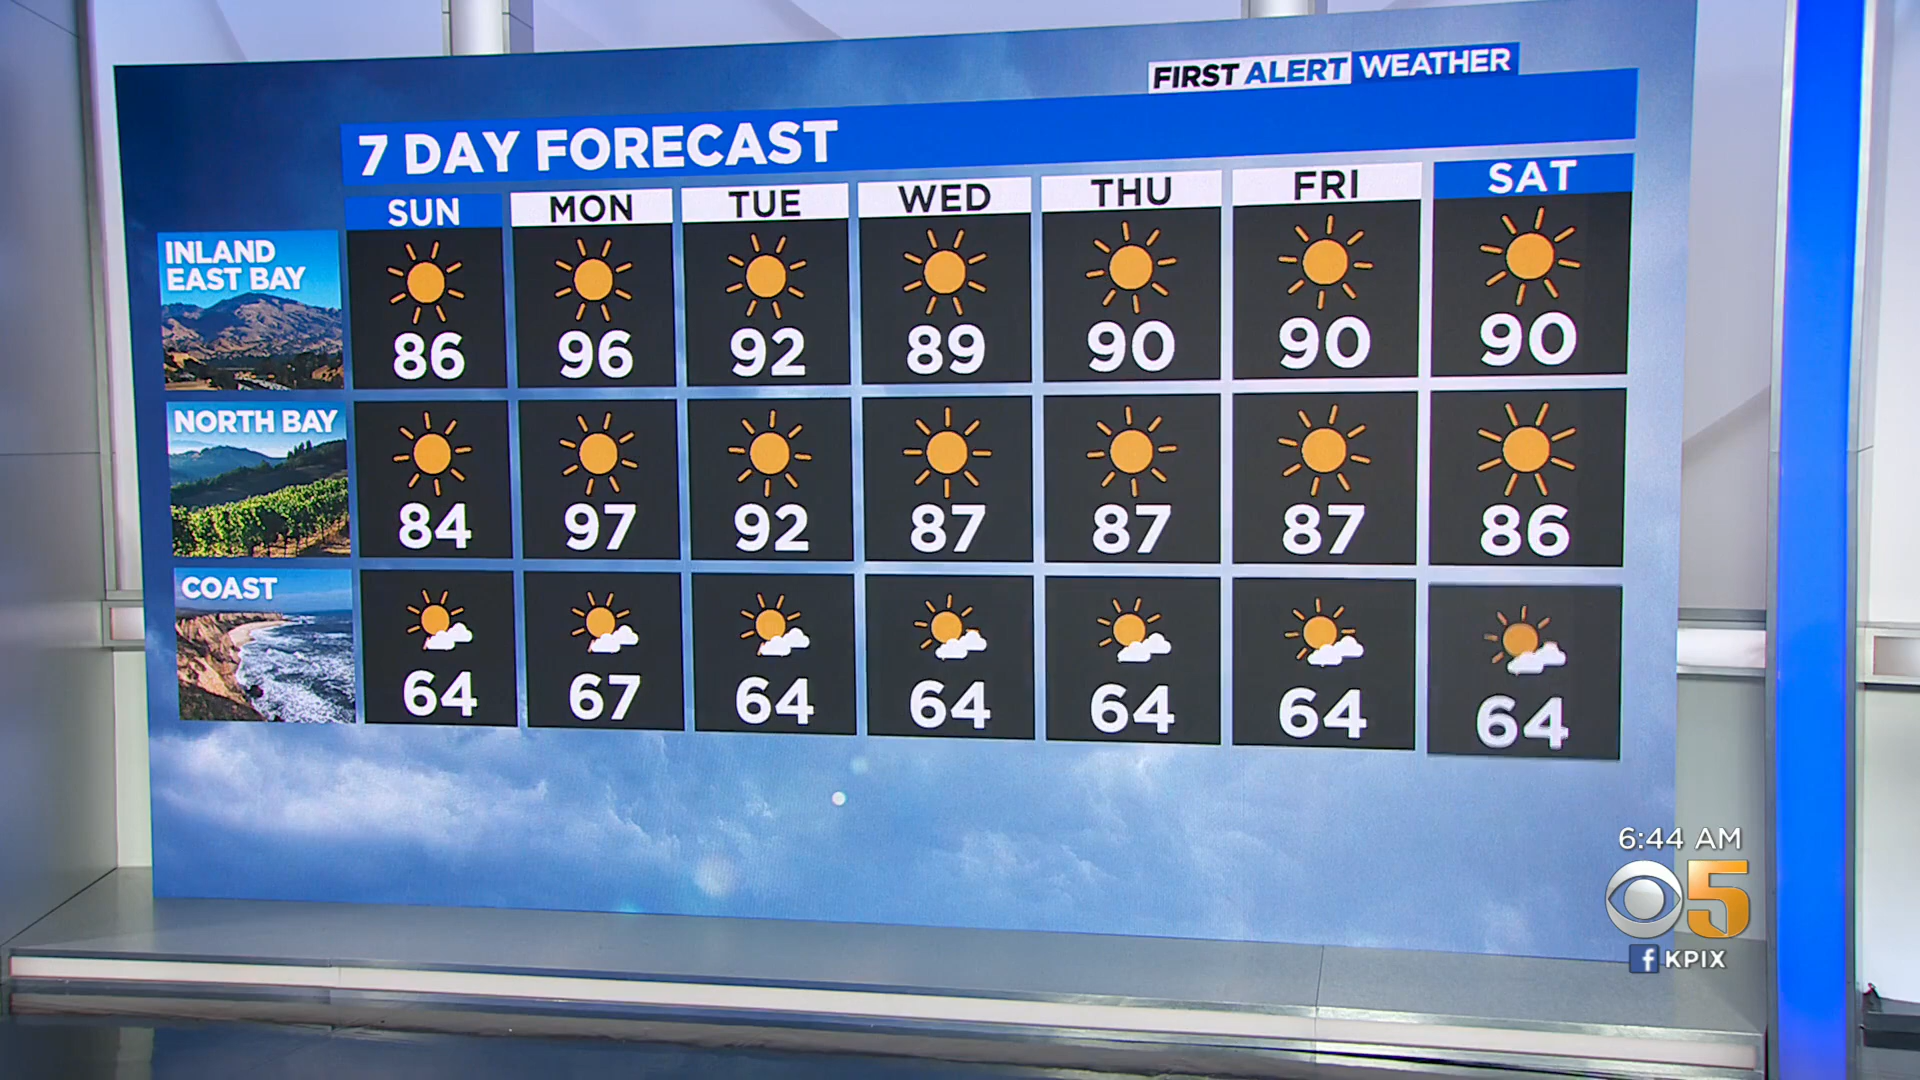 FIRST ALERT WEATHER
7 DAY FORECAST
SUN MON TUE WED THU FRI SAT
INLAND
EAST BAY
86 96 92 89 90 90 90
NORTH BAY
84 97 92 87 87 87 86
COAST
64 67 64 64 64 64 64
6:44 AM
5
f KPIX